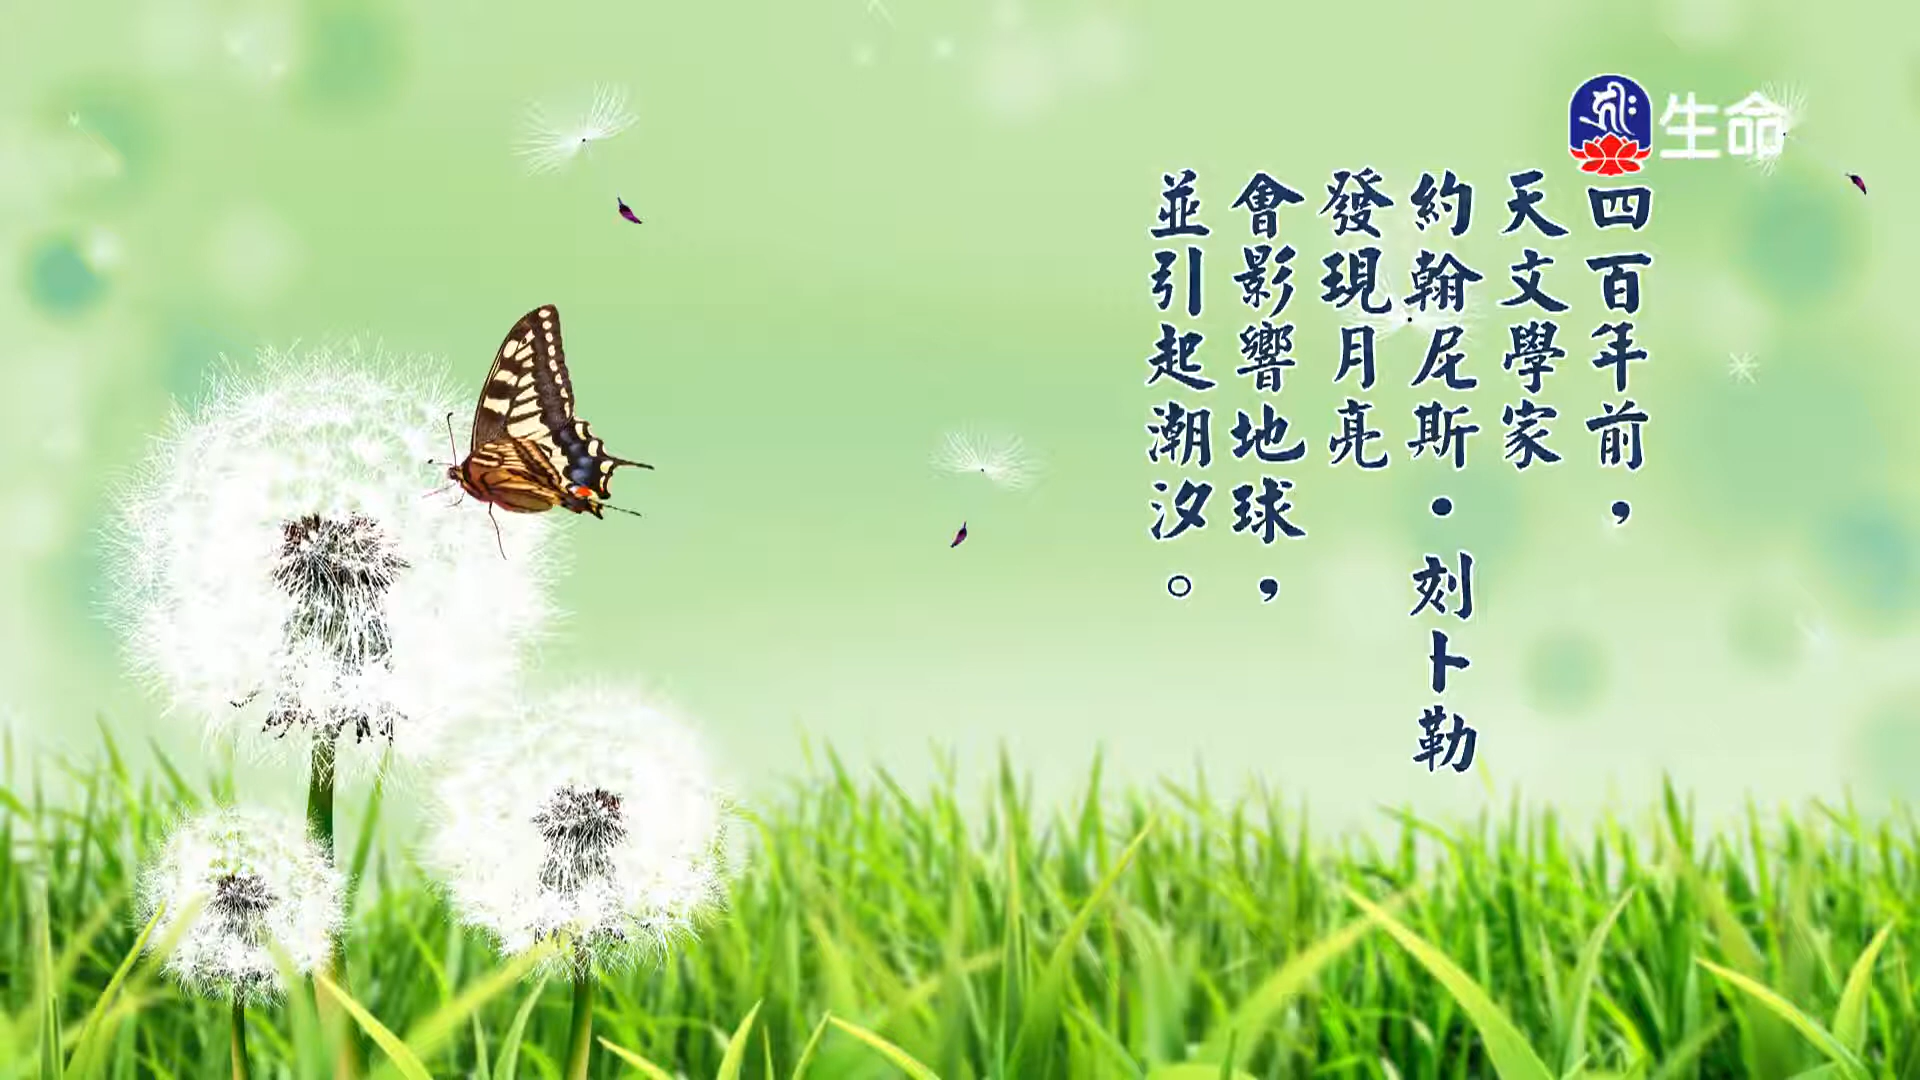 生命
四百年前，
天文學家
約翰尼斯·刻卜勒
發現月亮
會影響地球，
並引起潮汐。